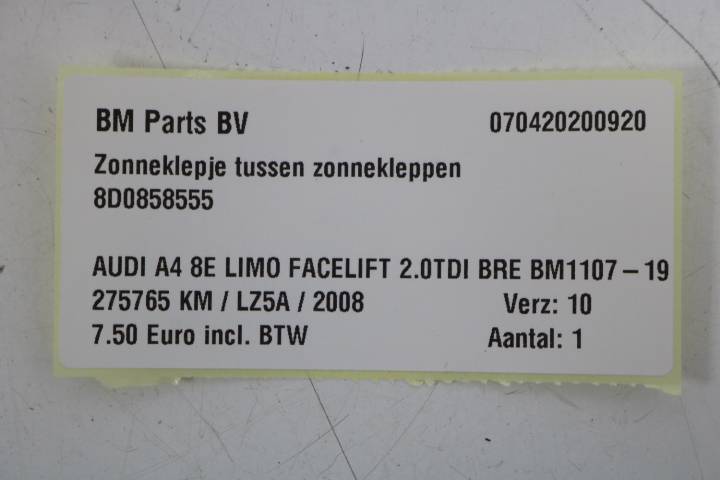 BM Parts BV 070420200920
Zonneklepje tussen zonnekleppen
8D0858555
AUDI A4 8E LIMO FACELIFT 2.0TDI BRE BM1107-19
275765 KM / LZ5A / 2008 Verz: 10
7.50 Euro incl. BTW Aantal: 1